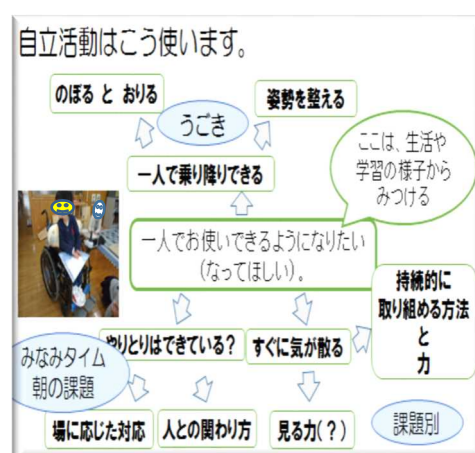 自立活動はこう使います。
のぼる と おりる
うごき
姿勢を整える
ここは、生活や
学習の様子から
みつける
一人で乗り降りできる
一人でお使いできるようになりたい
(なってほしい)。
持続的に
取り組める方法
と
力
やりとりはできている?
すぐに気が散る
みなみタイム
朝の課題
場に応じた対応
人との関わり方
見る力(?)
課題別